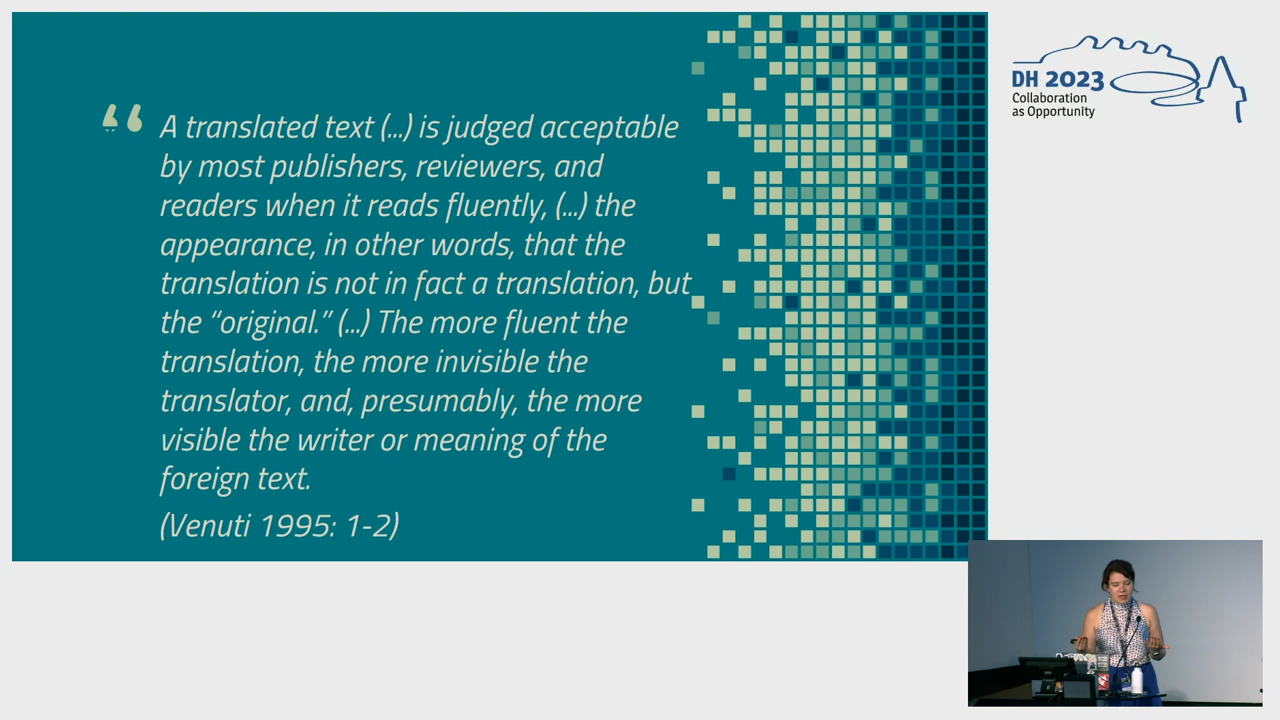 “ A translated text (...) is judged acceptable
by most publishers, reviewers, and
readers when it reads fluently, (...) the
appearance, in other words, that the
translation is not in fact a translation, but
the “original.” (...) The more fluent the
translation, the more invisible the
translator, and, presumably, the more
visible the writer or meaning of the
foreign text.
(Venuti 1995: 1-2)
DH 2023
Collaboration
as Opportunity